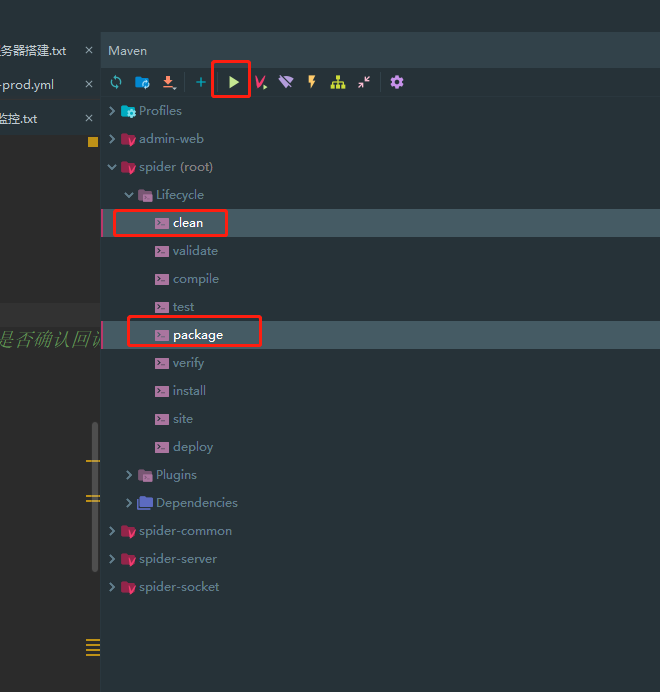 务器搭建.txt
-prod.yml
监控.txt
是否确认回调
Maven
Profiles
admin-web
spider (root)
Lifecycle
clean
validate
compile
test
package
verify
install
site
deploy
Plugins
Dependencies
spider-common
spider-server
spider-socket